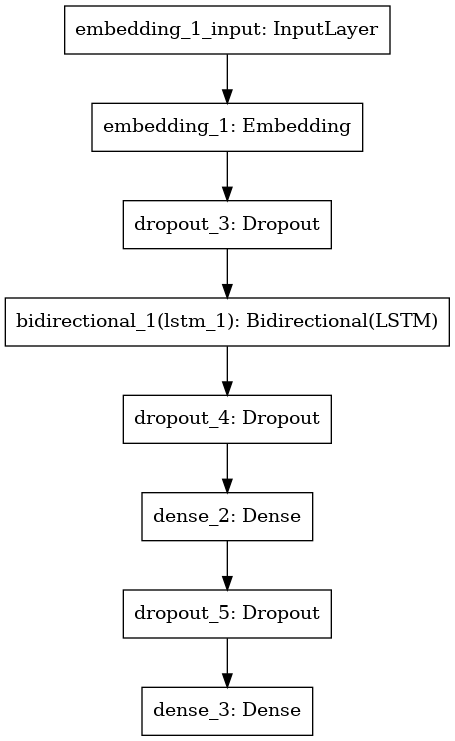 embedding_1_input: InputLayer
embedding_1: Embedding
dropout_3: Dropout
bidirectional_1(lstm_1): Bidirectional(LSTM)
dropout_4: Dropout
dense_2: Dense
dropout_5: Dropout
dense_3: Dense